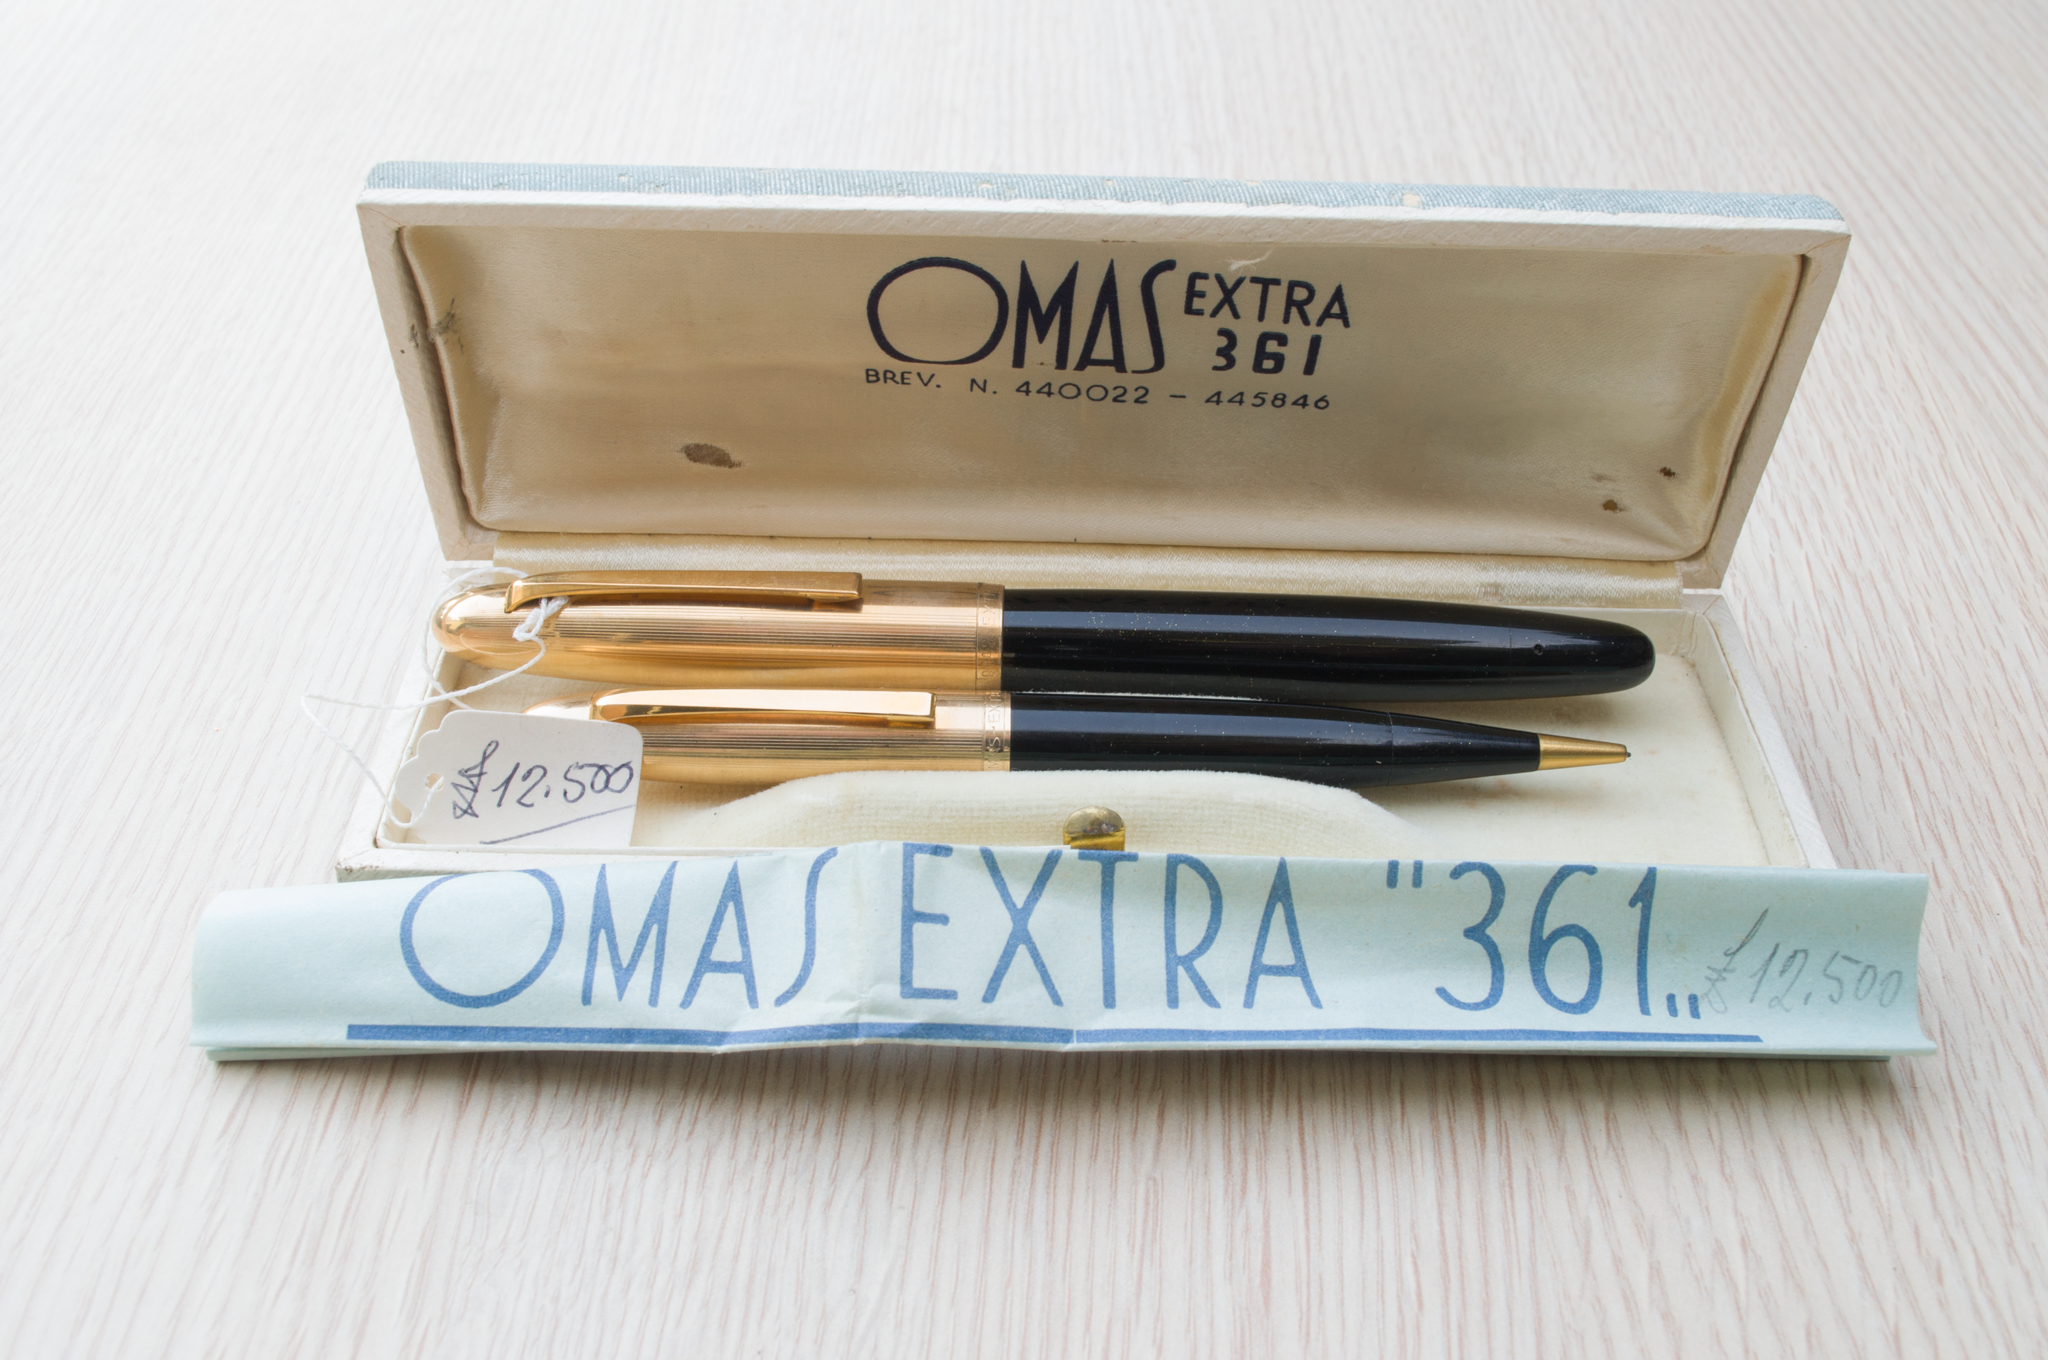 OMAS EXTRA
361
BREV. N. 440022 - 445846
£ 12.500
OMAS EXTRA "361„
£ 12.500